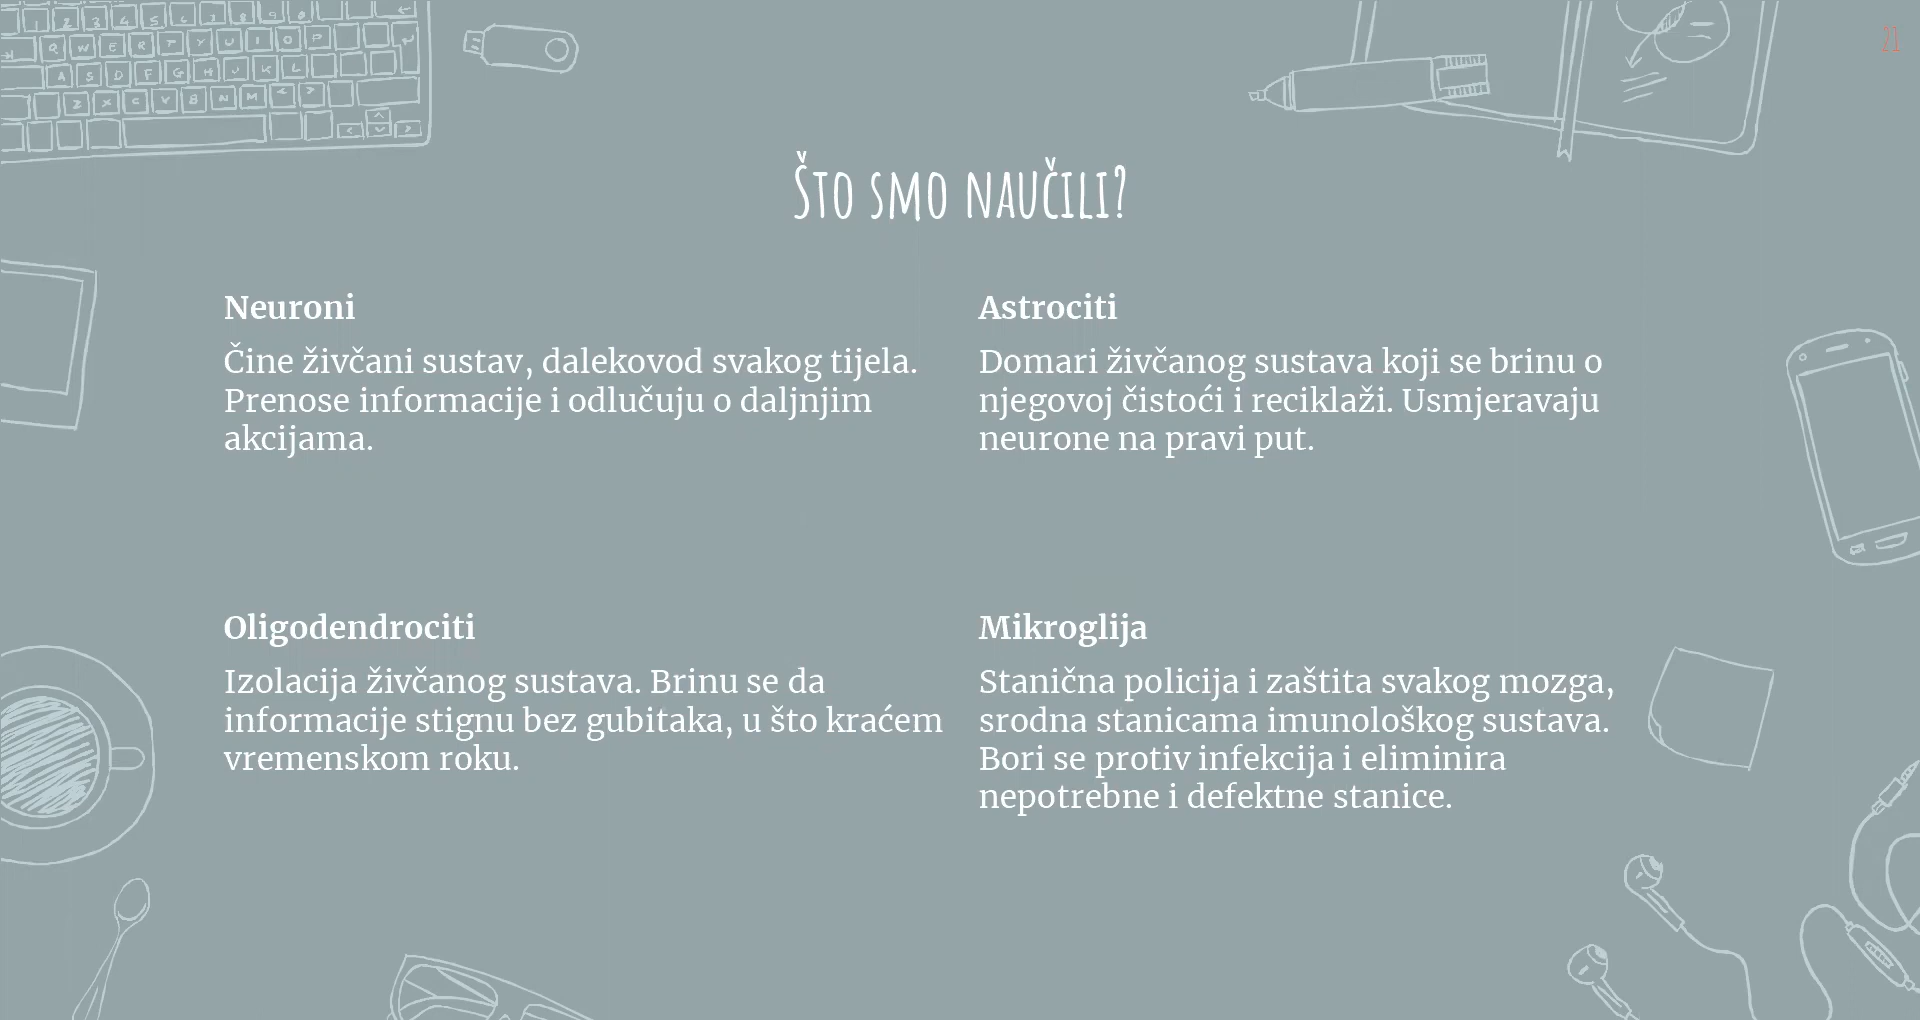 21
Što smo naučili?
Neuroni
Čine živčani sustav, dalekovod svakog tijela.
Prenose informacije i odlučuju o daljnjim
akcijama.
Astrociti
Domari živčanog sustava koji se brinu o
njegovoj čistoći i reciklaži. Usmjeravaju
neurone na pravi put.
Oligodendrociti
Izolacija živčanog sustava. Brinu se da
informacije stignu bez gubitaka, u što kraćem
vremenskom roku.
Mikroglija
Stanična policija i zaštita svakog mozga,
srodna stanicama imunološkog sustava.
Bori se protiv infekcija i eliminira
nepotrebne i defektne stanice.